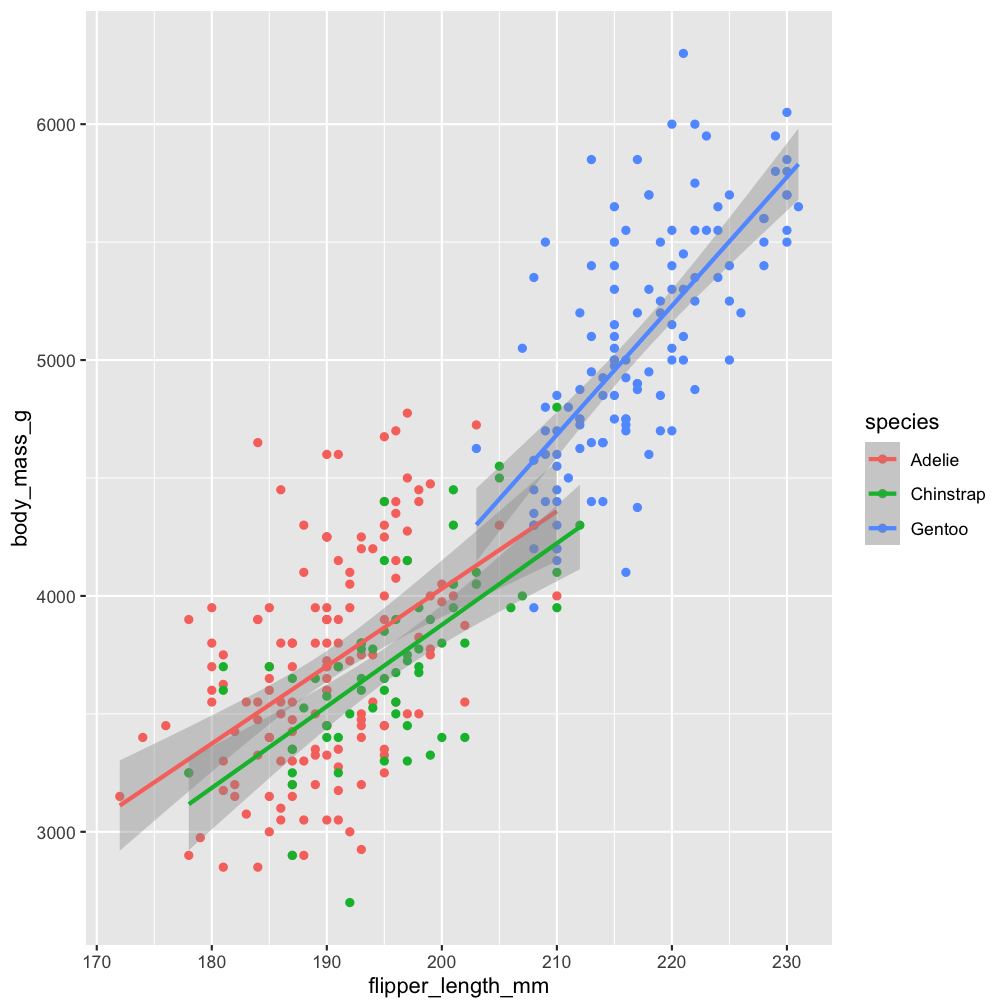 6000
5000
4000
3000
body_mass_g
170 180 190 200 210 220 230
flipper_length_mm
species
Adelie
Chinstrap
Gentoo